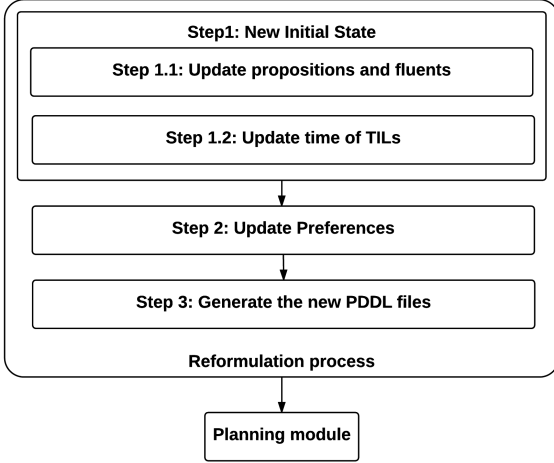 Step1: New Initial State
Step 1.1: Update propositions and fluents
Step 1.2: Update time of TILs
Step 2: Update Preferences
Step 3: Generate the new PDDL files
Reformulation process
Planning module